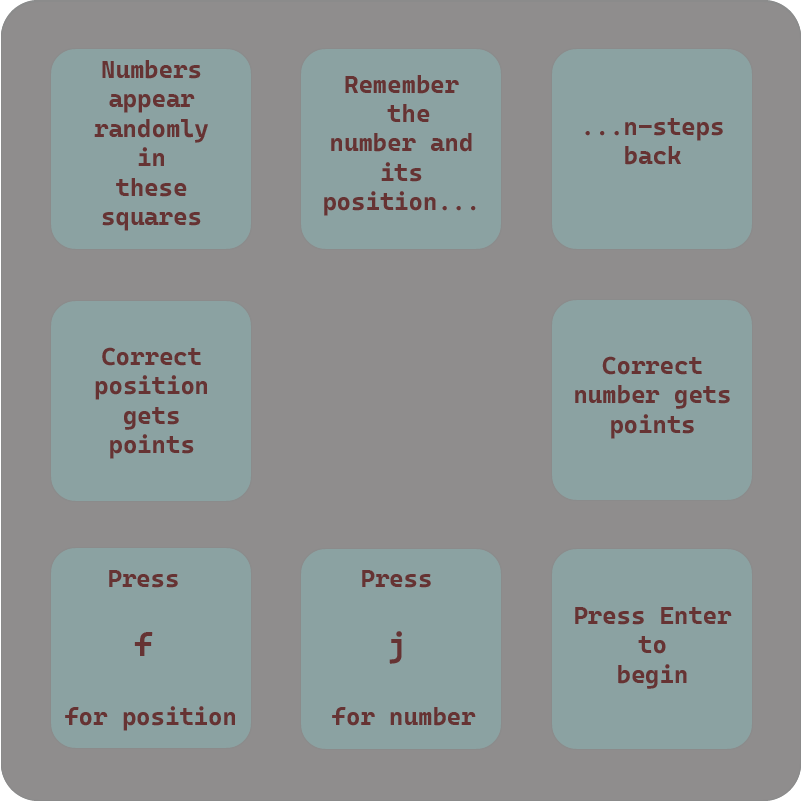 Numbers
appear
randomly
in
these
squares
Remember
the
number and
its
position...
...n-steps
back
Correct
position
gets
points
Correct
number gets
points
Press
f
for position
Press
j
for number
Press Enter
to
begin